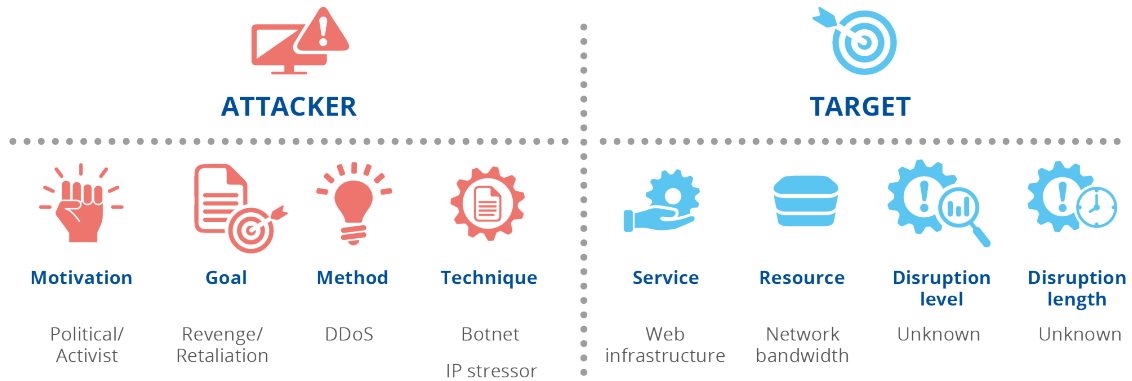 ATTACKER
TARGET
Motivation
Goal
Method
Technique
Service
Resource
Disruption
level
Disruption
length
Political/
Activist
Revenge/
Retaliation
DDoS
Botnet
IP stressor
Web
infrastructure
Network
bandwidth
Unknown
Unknown